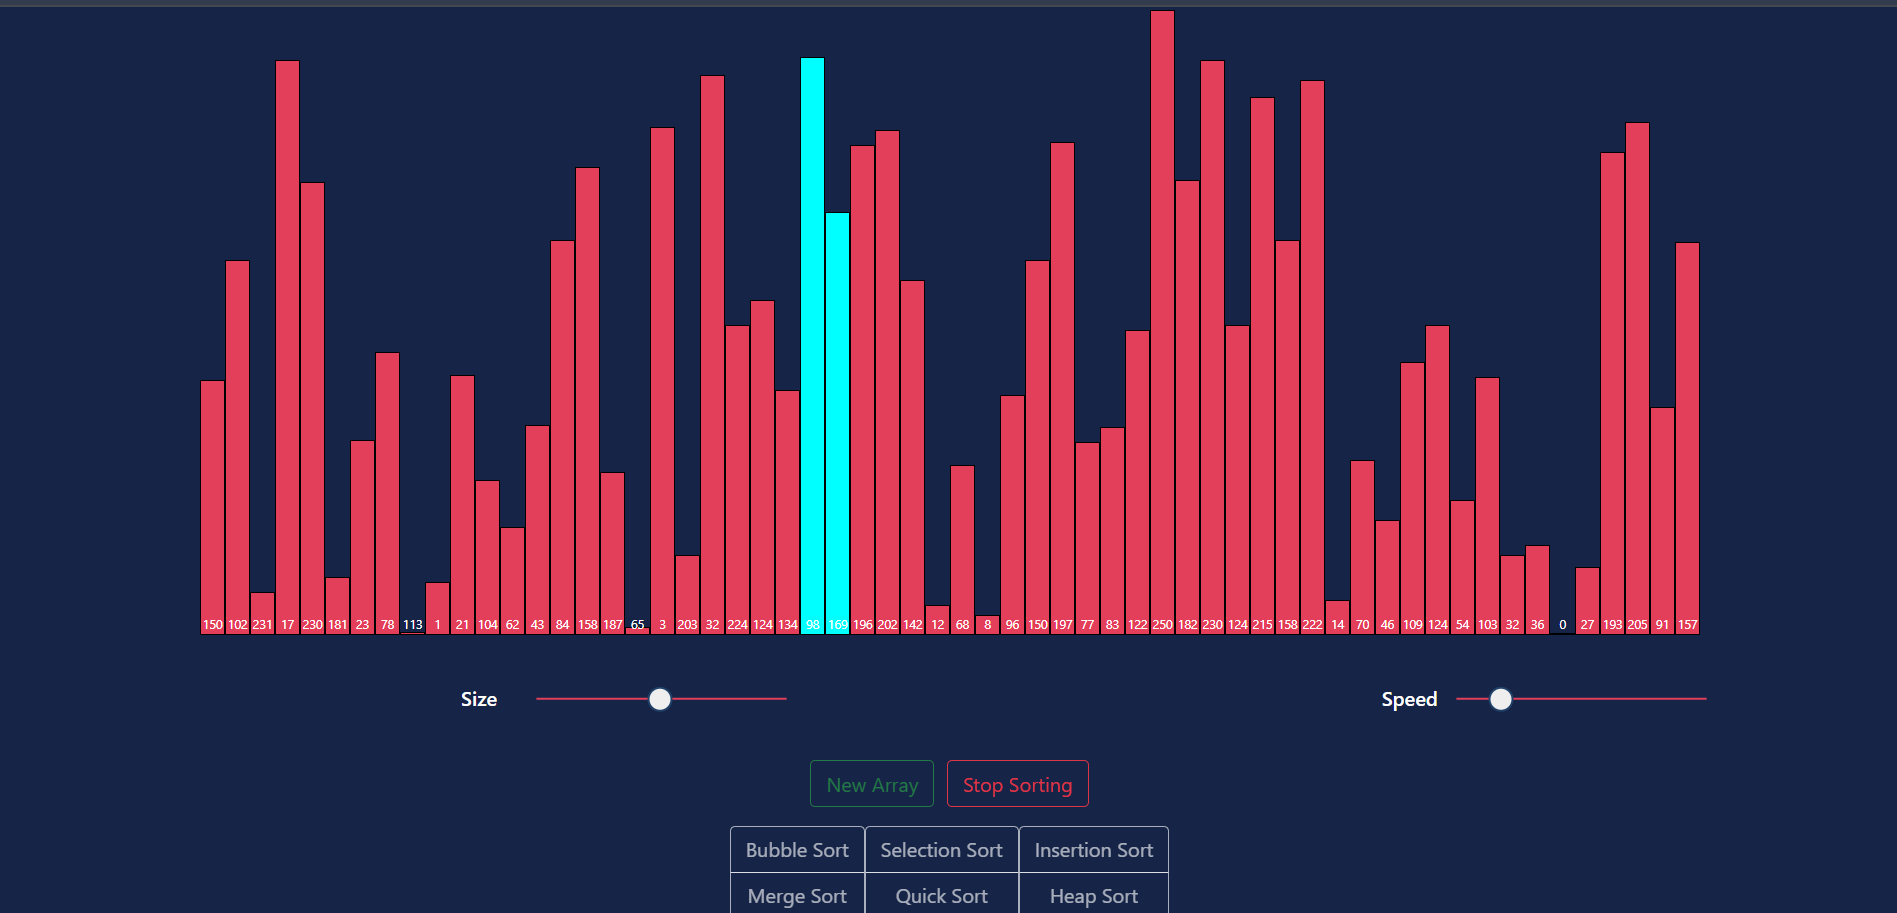 150 102 231 17 230 181 23 78 113 1 21 104 62 43 84 158 187 65 3 203 32 224 124 134 98 169 196 202 142 12 68 8 96 150 197 77 83 122 250 182 230 124 215 158 222 14 70 46 109 124 54 103 32 36 0 27 193 205 91 157
Size Speed
New Array Stop Sorting
Bubble Sort Selection Sort Insertion Sort
Merge Sort Quick Sort Heap Sort